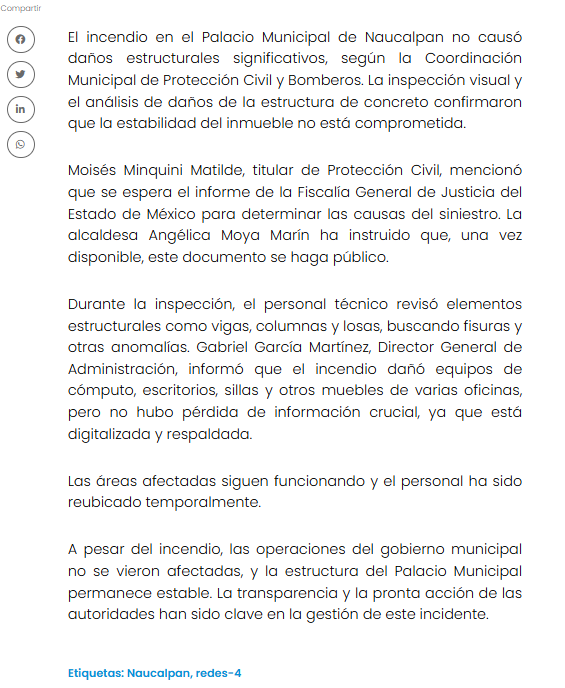 Compartir
El incendio en el Palacio Municipal de Naucalpan no causó
daños estructurales significativos, según la Coordinación
Municipal de Protección Civil y Bomberos. La inspección visual y
el análisis de daños de la estructura de concreto confirmaron
que la estabilidad del inmueble no está comprometida.
Moisés Minquini Matilde, titular de Protección Civil, mencionó
que se espera el informe de la Fiscalía General de Justicia del
Estado de México para determinar las causas del siniestro. La
alcaldesa Angélica Moya Marín ha instruido que, una vez
disponible, este documento se haga público.
Durante la inspección, el personal técnico revisó elementos
estructurales como vigas, columnas y losas, buscando fisuras y
otras anomalías. Gabriel García Martínez, Director General de
Administración, informó que el incendio dañó equipos de
cómputo, escritorios, sillas y otros muebles de varias oficinas,
pero no hubo pérdida de información crucial, ya que está
digitalizada y respaldada.
Las áreas afectadas siguen funcionando y el personal ha sido
reubicado temporalmente.
A pesar del incendio, las operaciones del gobierno municipal
no se vieron afectadas, y la estructura del Palacio Municipal
permanece estable. La transparencia y la pronta acción de las
autoridades han sido clave en la gestión de este incidente.
Etiquetas: Naucalpan, redes-4